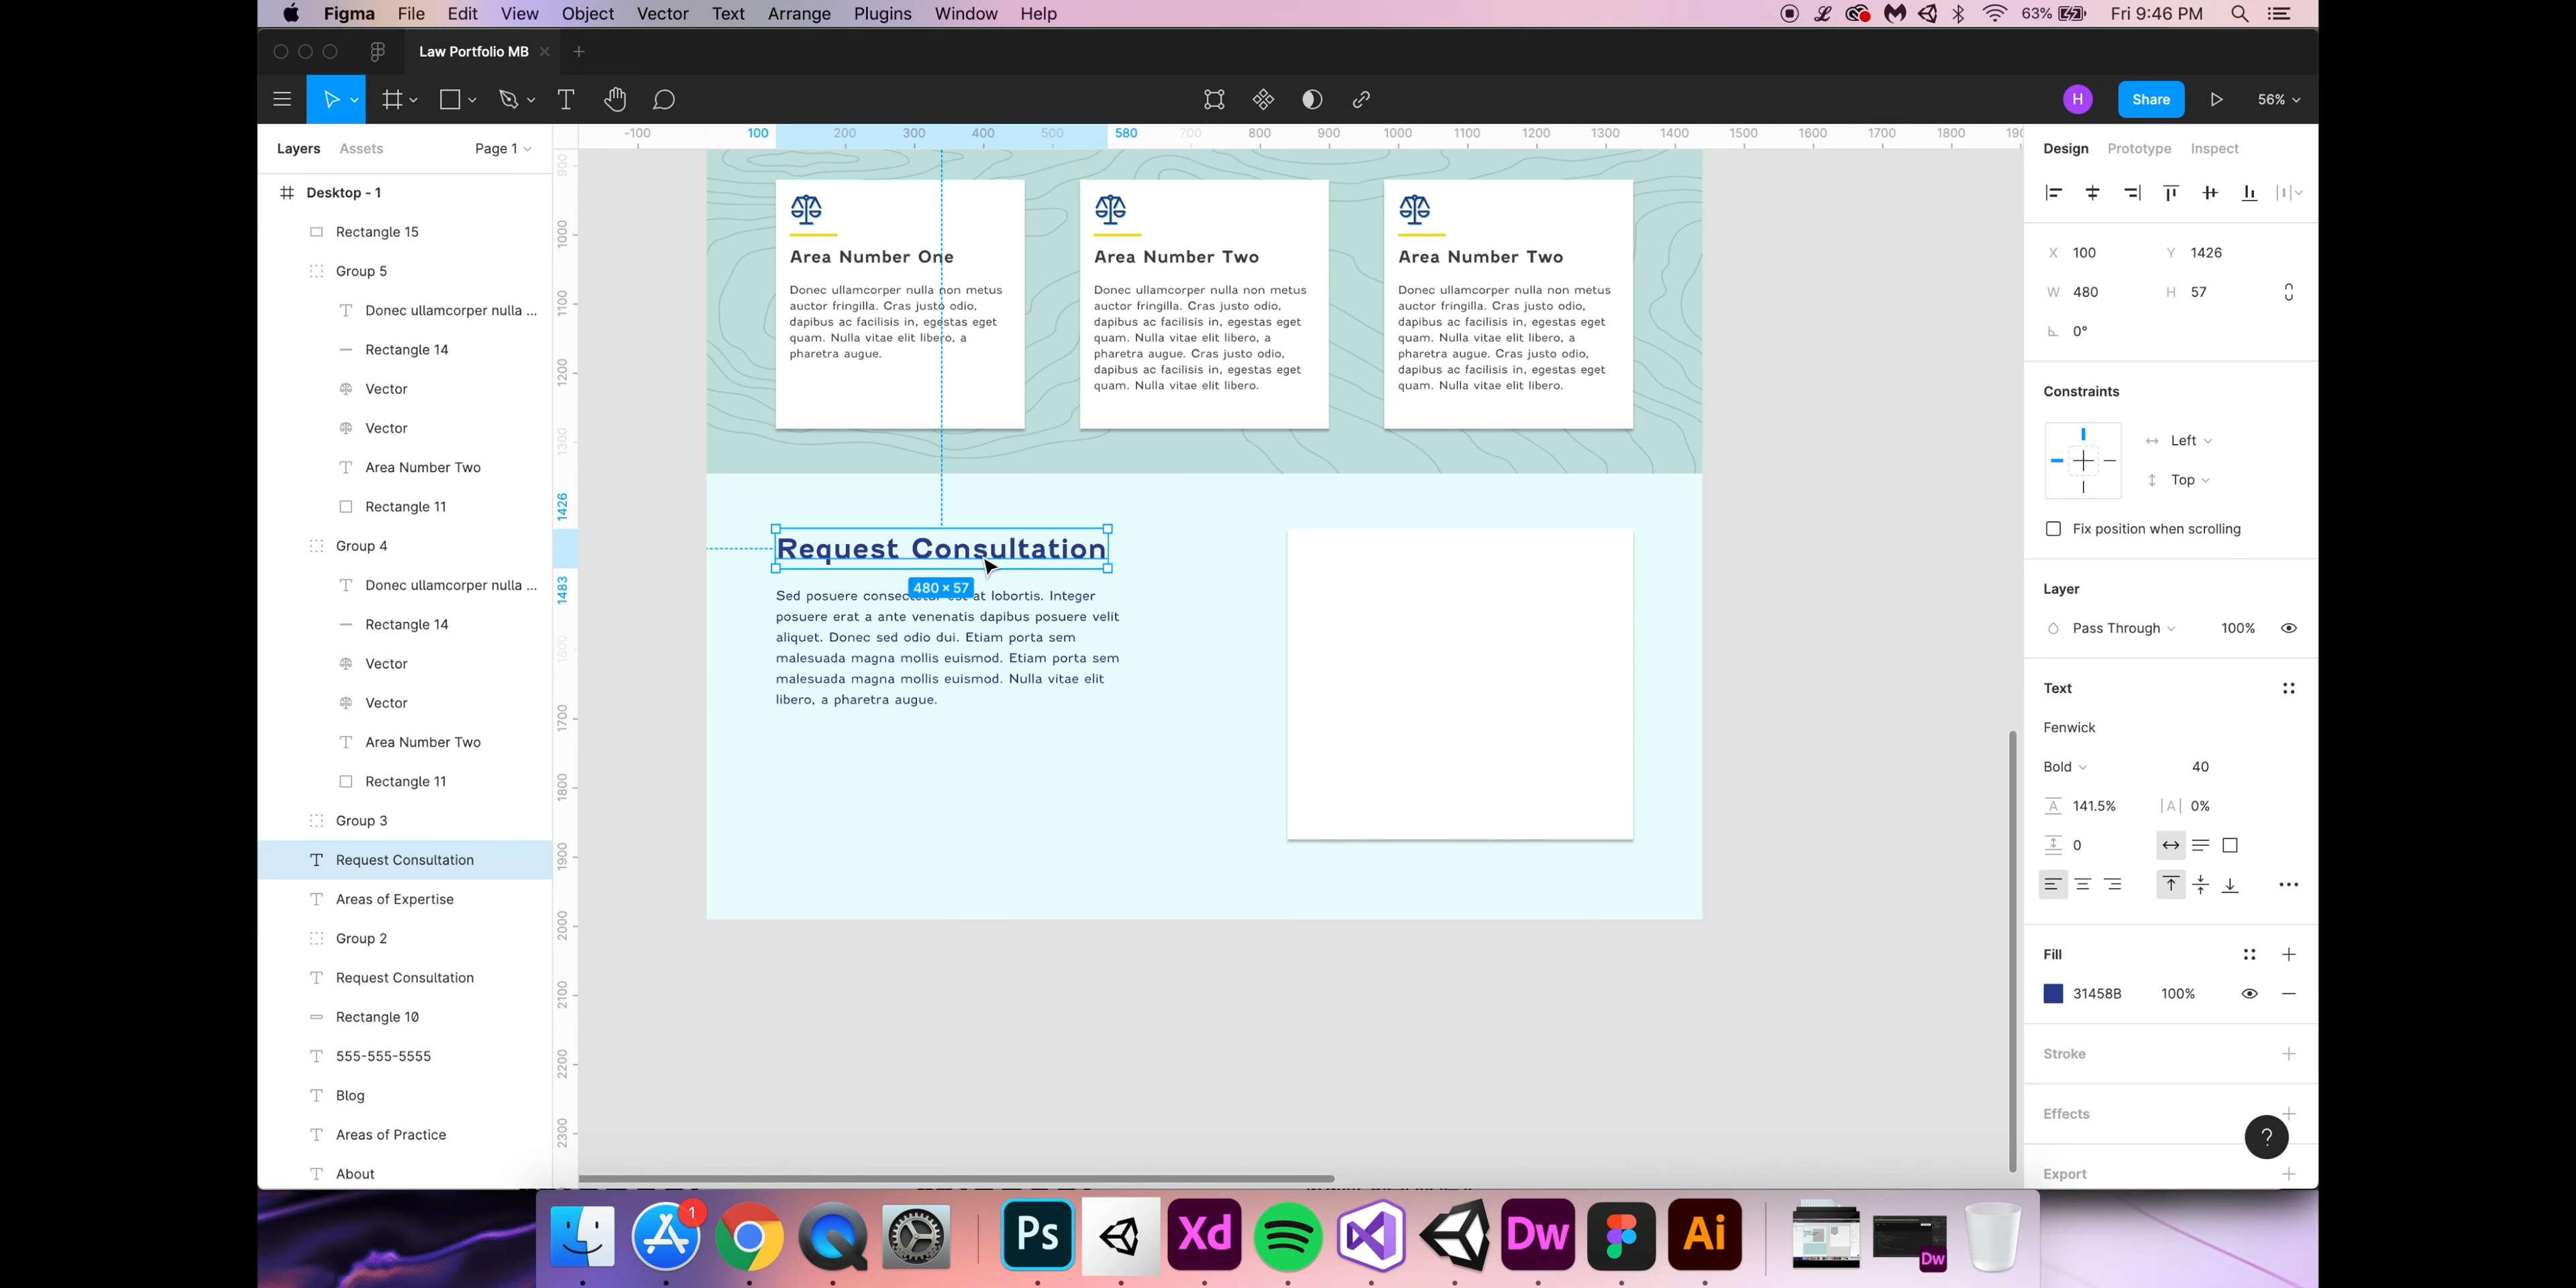 Figma File Edit View Object Vector Text Arrange Plugins Window Help
63% Fri 9:46 PM
Law Portfolio MB
H Share 56%
Layers Assets Page 1
Desktop - 1
Rectangle 15
Group 5
Donec ullamcorper nulla ...
Rectangle 14
Vector
Vector
Area Number Two
Rectangle 11
Group 4
Donec ullamcorper nulla ...
Rectangle 14
Vector
Vector
Area Number Two
Rectangle 11
Group 3
Request Consultation
Areas of Expertise
Group 2
Request Consultation
Rectangle 10
555-555-5555
Blog
Areas of Practice
About
-100 100 200 300 400 500 580 700 800 900 1000 1100 1200 1300 1400 1500 1600 1700 1800
900
1000
1100
1200
1300
1426
1483
1600
1700
1800
1900
2000
2100
2200
2300
Area Number One
Donec ullamcorper nulla non metus
auctor fringilla. Cras justo odio,
dapibus ac facilisis in, egestas eget
quam. Nulla vitae elit libero, a
pharetra augue.
Area Number Two
Donec ullamcorper nulla non metus
auctor fringilla. Cras justo odio,
dapibus ac facilisis in, egestas eget
quam. Nulla vitae elit libero, a
pharetra augue. Cras justo odio,
dapibus ac facilisis in, egestas eget
quam. Nulla vitae elit libero.
Area Number Two
Donec ullamcorper nulla non metus
auctor fringilla. Cras justo odio,
dapibus ac facilisis in, egestas eget
quam. Nulla vitae elit libero, a
pharetra augue. Cras justo odio,
dapibus ac facilisis in, egestas eget
quam. Nulla vitae elit libero.
Request Consultation
480 × 57
Sed posuere at lobortis. Integer
posuere erat a ante venenatis dapibus posuere velit
aliquet. Donec sed odio dui. Etiam porta sem
malesuada magna mollis euismod. Etiam porta sem
malesuada magna mollis euismod. Nulla vitae elit
libero, a pharetra augue.
Design Prototype Inspect
X 100 Y 1426
W 480 H 57
0°
Constraints
Left
Top
Fix position when scrolling
Layer
Pass Through 100%
Text
Fenwick
Bold 40
A 141.5% |A| 0%
0
Fill
31458B 100%
Stroke
Effects
?
Export
1
Ps Xd Dw Ai Dw